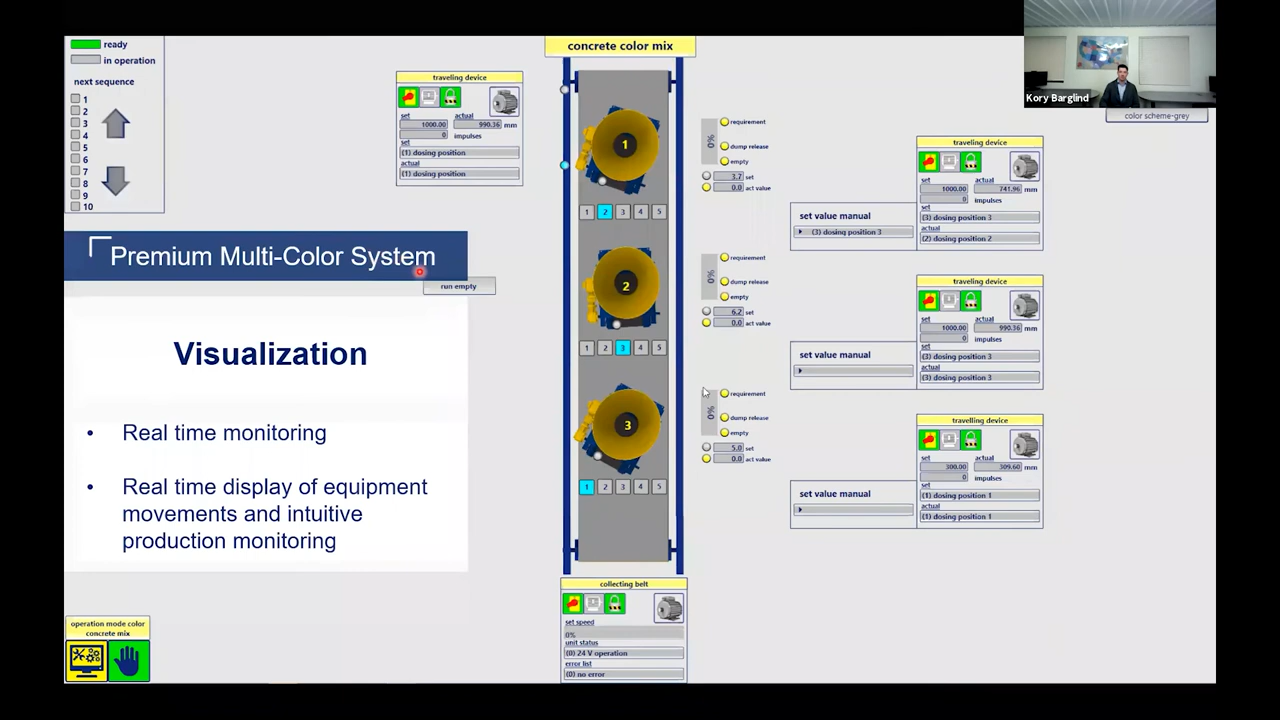 ready
in operation
next sequence
1
2
3
4
5
6
7
8
9
10
Premium Multi-Color System
run empty
Visualization
• Real time monitoring
• Real time display of equipment
movements and intuitive
production monitoring
operation mode color
concrete mix
traveling device
set actual
1000.00 990.36 mm
0 impulses
set
(1) dosing position
actual
(1) dosing position
concrete color mix
1
1 2 3 4 5
2
1 2 3 4 5
3
1 2 3 4 5
0%
requirement
dump release
empty
3.7 set
0.0 act value
0%
requirement
dump release
empty
6.2 set
0.0 act value
0%
requirement
dump release
empty
5.0 set
0.0 act value
collecting belt
set speed
0%
unit status
(0) 24 V operation
error list
(0) no error
Kory Barglind
color scheme-grey
set value manual
(3) dosing position 3
traveling device
set actual
1000.00 741.96 mm
0 impulses
set
(3) dosing position 3
actual
(2) dosing position 2
set value manual
traveling device
set actual
1000.00 990.36 mm
0 impulses
set
(3) dosing position 3
actual
(3) dosing position 3
set value manual
travelling device
set actual
300.00 309.60 mm
0 impulses
set
(1) dosing position 1
actual
(1) dosing position 1